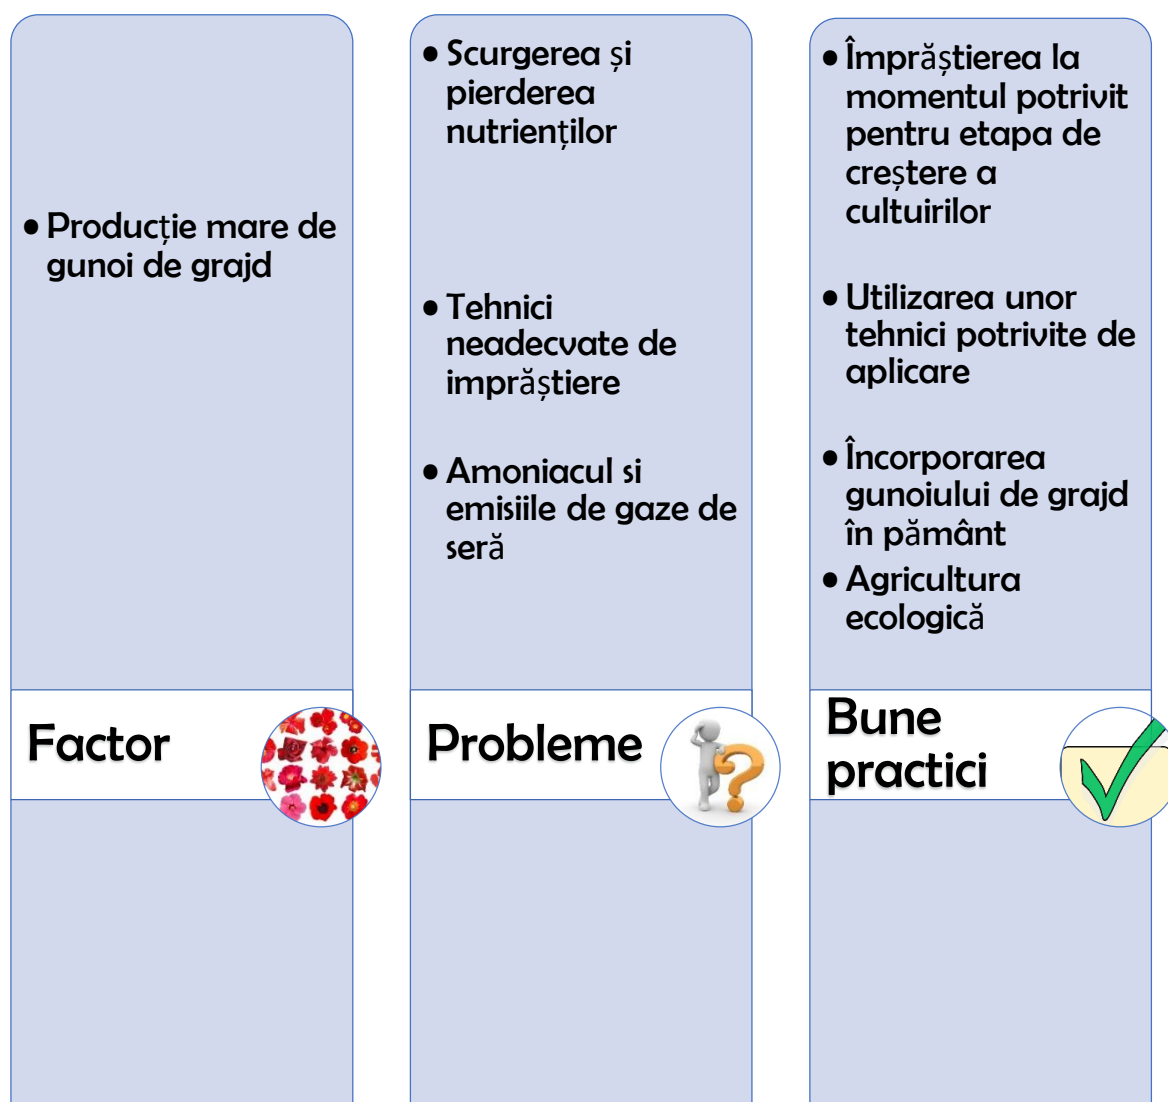 • Producție mare de
gunoi de grajd
Factor
• Scurgerea și
pierderea
nutrienților
• Tehnici
neadecvate de
imprăștiere
• Amoniacul si
emisiile de gaze de
seră
Probleme
• Împrăștierea la
momentul potrivit
pentru etapa de
creștere a
cultuirilor
• Utilizarea unor
tehnici potrivite de
aplicare
• Încorporarea
gunoiului de grajd
în pământ
• Agricultura
ecologică
Bune
practici